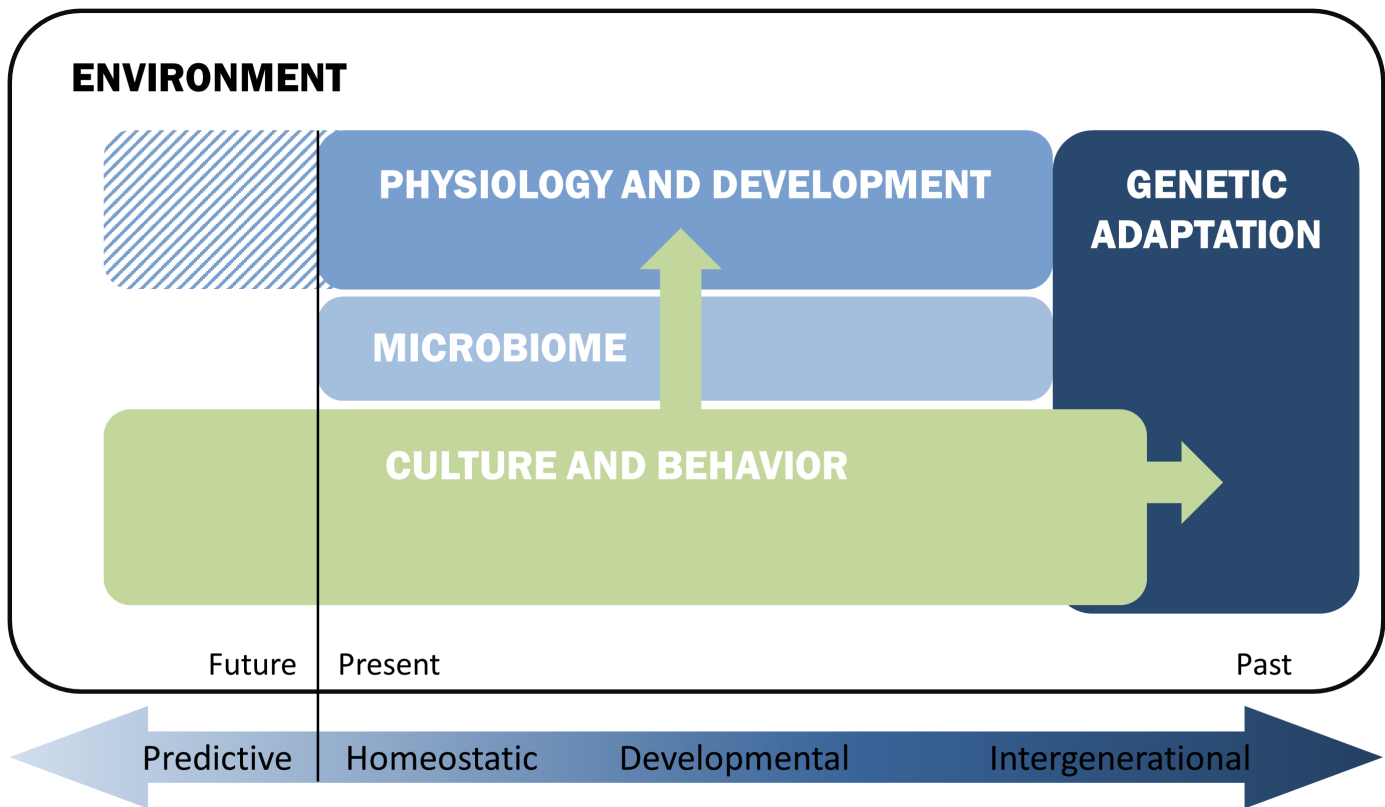 ENVIRONMENT
PHYSIOLOGY AND DEVELOPMENT
GENETIC
ADAPTATION
MICROBIOME
CULTURE AND BEHAVIOR
Future
Present
Past
Predictive
Homeostatic
Developmental
Intergenerational